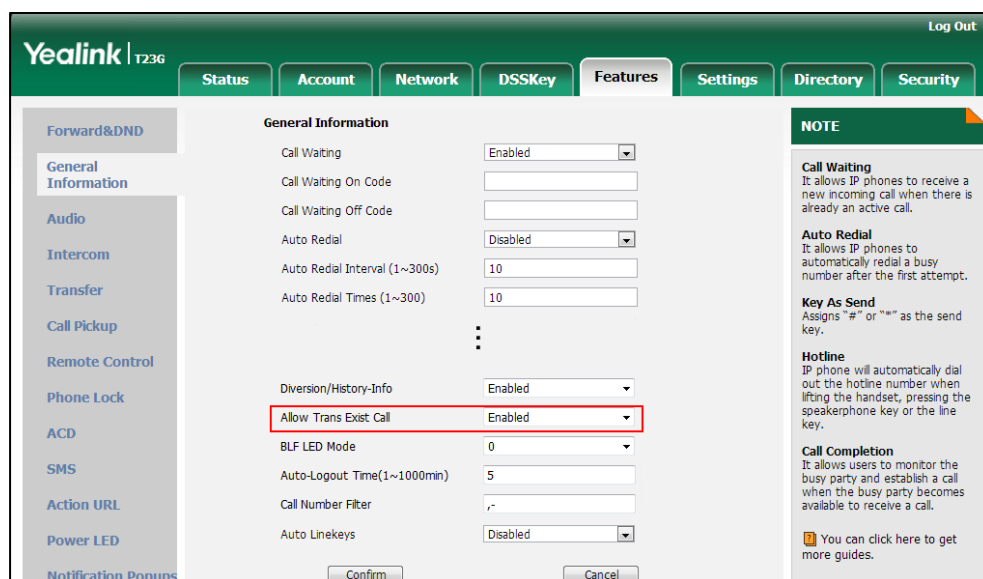 Log Out
Yealink | T23G
Status Account Network DSSKey Features Settings Directory Security
Forward&DND
General
Information
Audio
Intercom
Transfer
Call Pickup
Remote Control
Phone Lock
ACD
SMS
Action URL
Power LED
Notification Popups
General Information
Call Waiting Enabled
Call Waiting On Code
Call Waiting Off Code
Auto Redial Disabled
Auto Redial Interval (1~300s) 10
Auto Redial Times (1~300) 10
Diversion/History-Info Enabled
Allow Trans Exist Call Enabled
BLF LED Mode 0
Auto-Logout Time(1~1000min) 5
Call Number Filter ,-
Auto Linekeys Disabled
Confirm Cancel
NOTE
Call Waiting
It allows IP phones to receive a
new incoming call when there is
already an active call.
Auto Redial
It allows IP phones to
automatically redial a busy
number after the first attempt.
Key As Send
Assigns "#" or "*" as the send
key.
Hotline
IP phone will automatically dial
out the hotline number when
lifting the handset, pressing the
speakerphone key or the line
key.
Call Completion
It allows users to monitor the
busy party and establish a call
when the busy party becomes
available to receive a call.
You can click here to get
more guides.